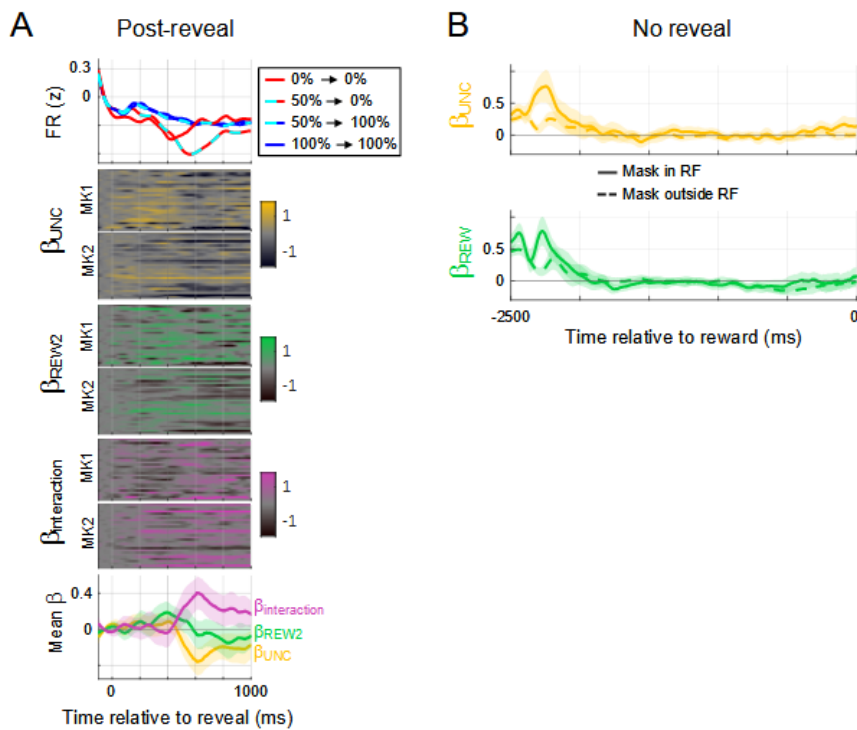 A
Post-reveal
0.3
0
FR (z)
0% → 0%
50% → 0%
50% → 100%
100% → 100%
βUNC
MK1
MK2
1
-1
βREW2
MK1
MK2
1
-1
βinteraction
MK1
MK2
1
-1
Mean β
0.4
0
βinteraction
βREW2
βUNC
0
1000
Time relative to reveal (ms)
B
No reveal
βUNC
0.5
0
Mask in RF
Mask outside RF
βREW
0.5
0
-2500
0
Time relative to reward (ms)